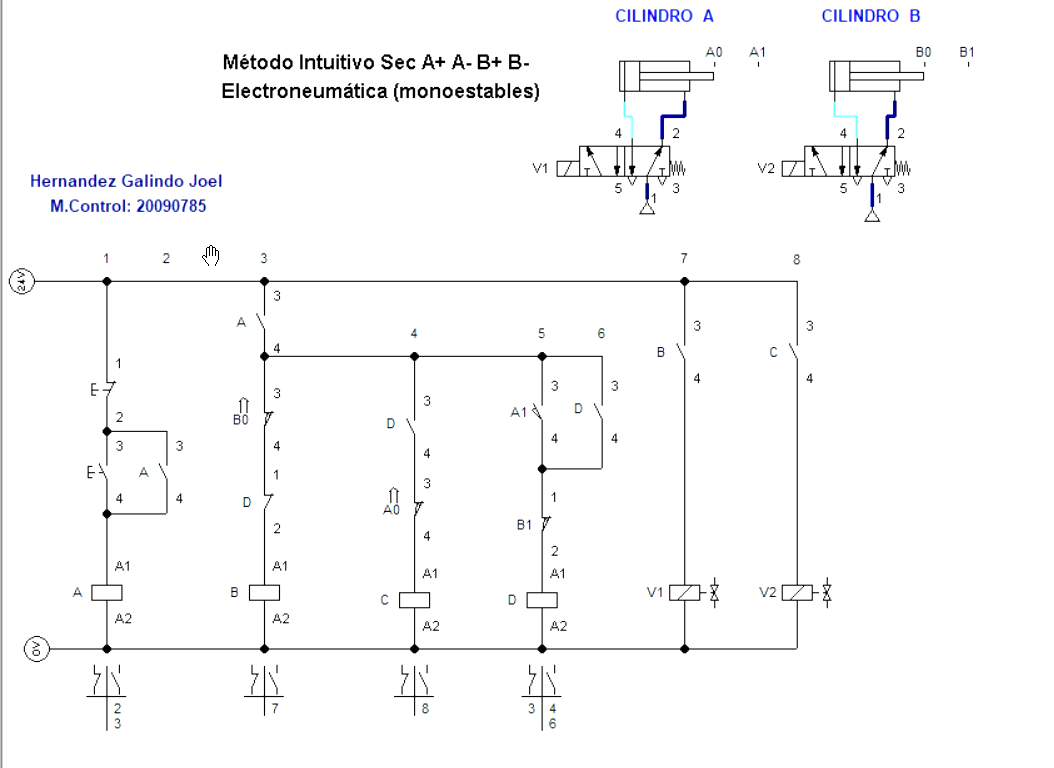 CILINDRO A
CILINDRO B
Método Intuitivo Sec A+ A- B+ B-
Electroneumática (monoestables)
A0 A1
B0 B1
4 2
4 2
V1
V2
5 1 3
5 1 3
Hernandez Galindo Joel
M.Control: 20090785
1 2 3 7 8
24V
3
A
4
4 5 6
3 3
B C
4 4
1
E
2
3
B0
4
3
D
4
3 3
A1 D
4 4
3 3
E A
4 4
1
D
2
3
A0
4
1
B1
2
A1 A1 A1 A1
A B C D V1 V2
A2 A2 A2 A2
0V
2
3
7
8
3 4
6